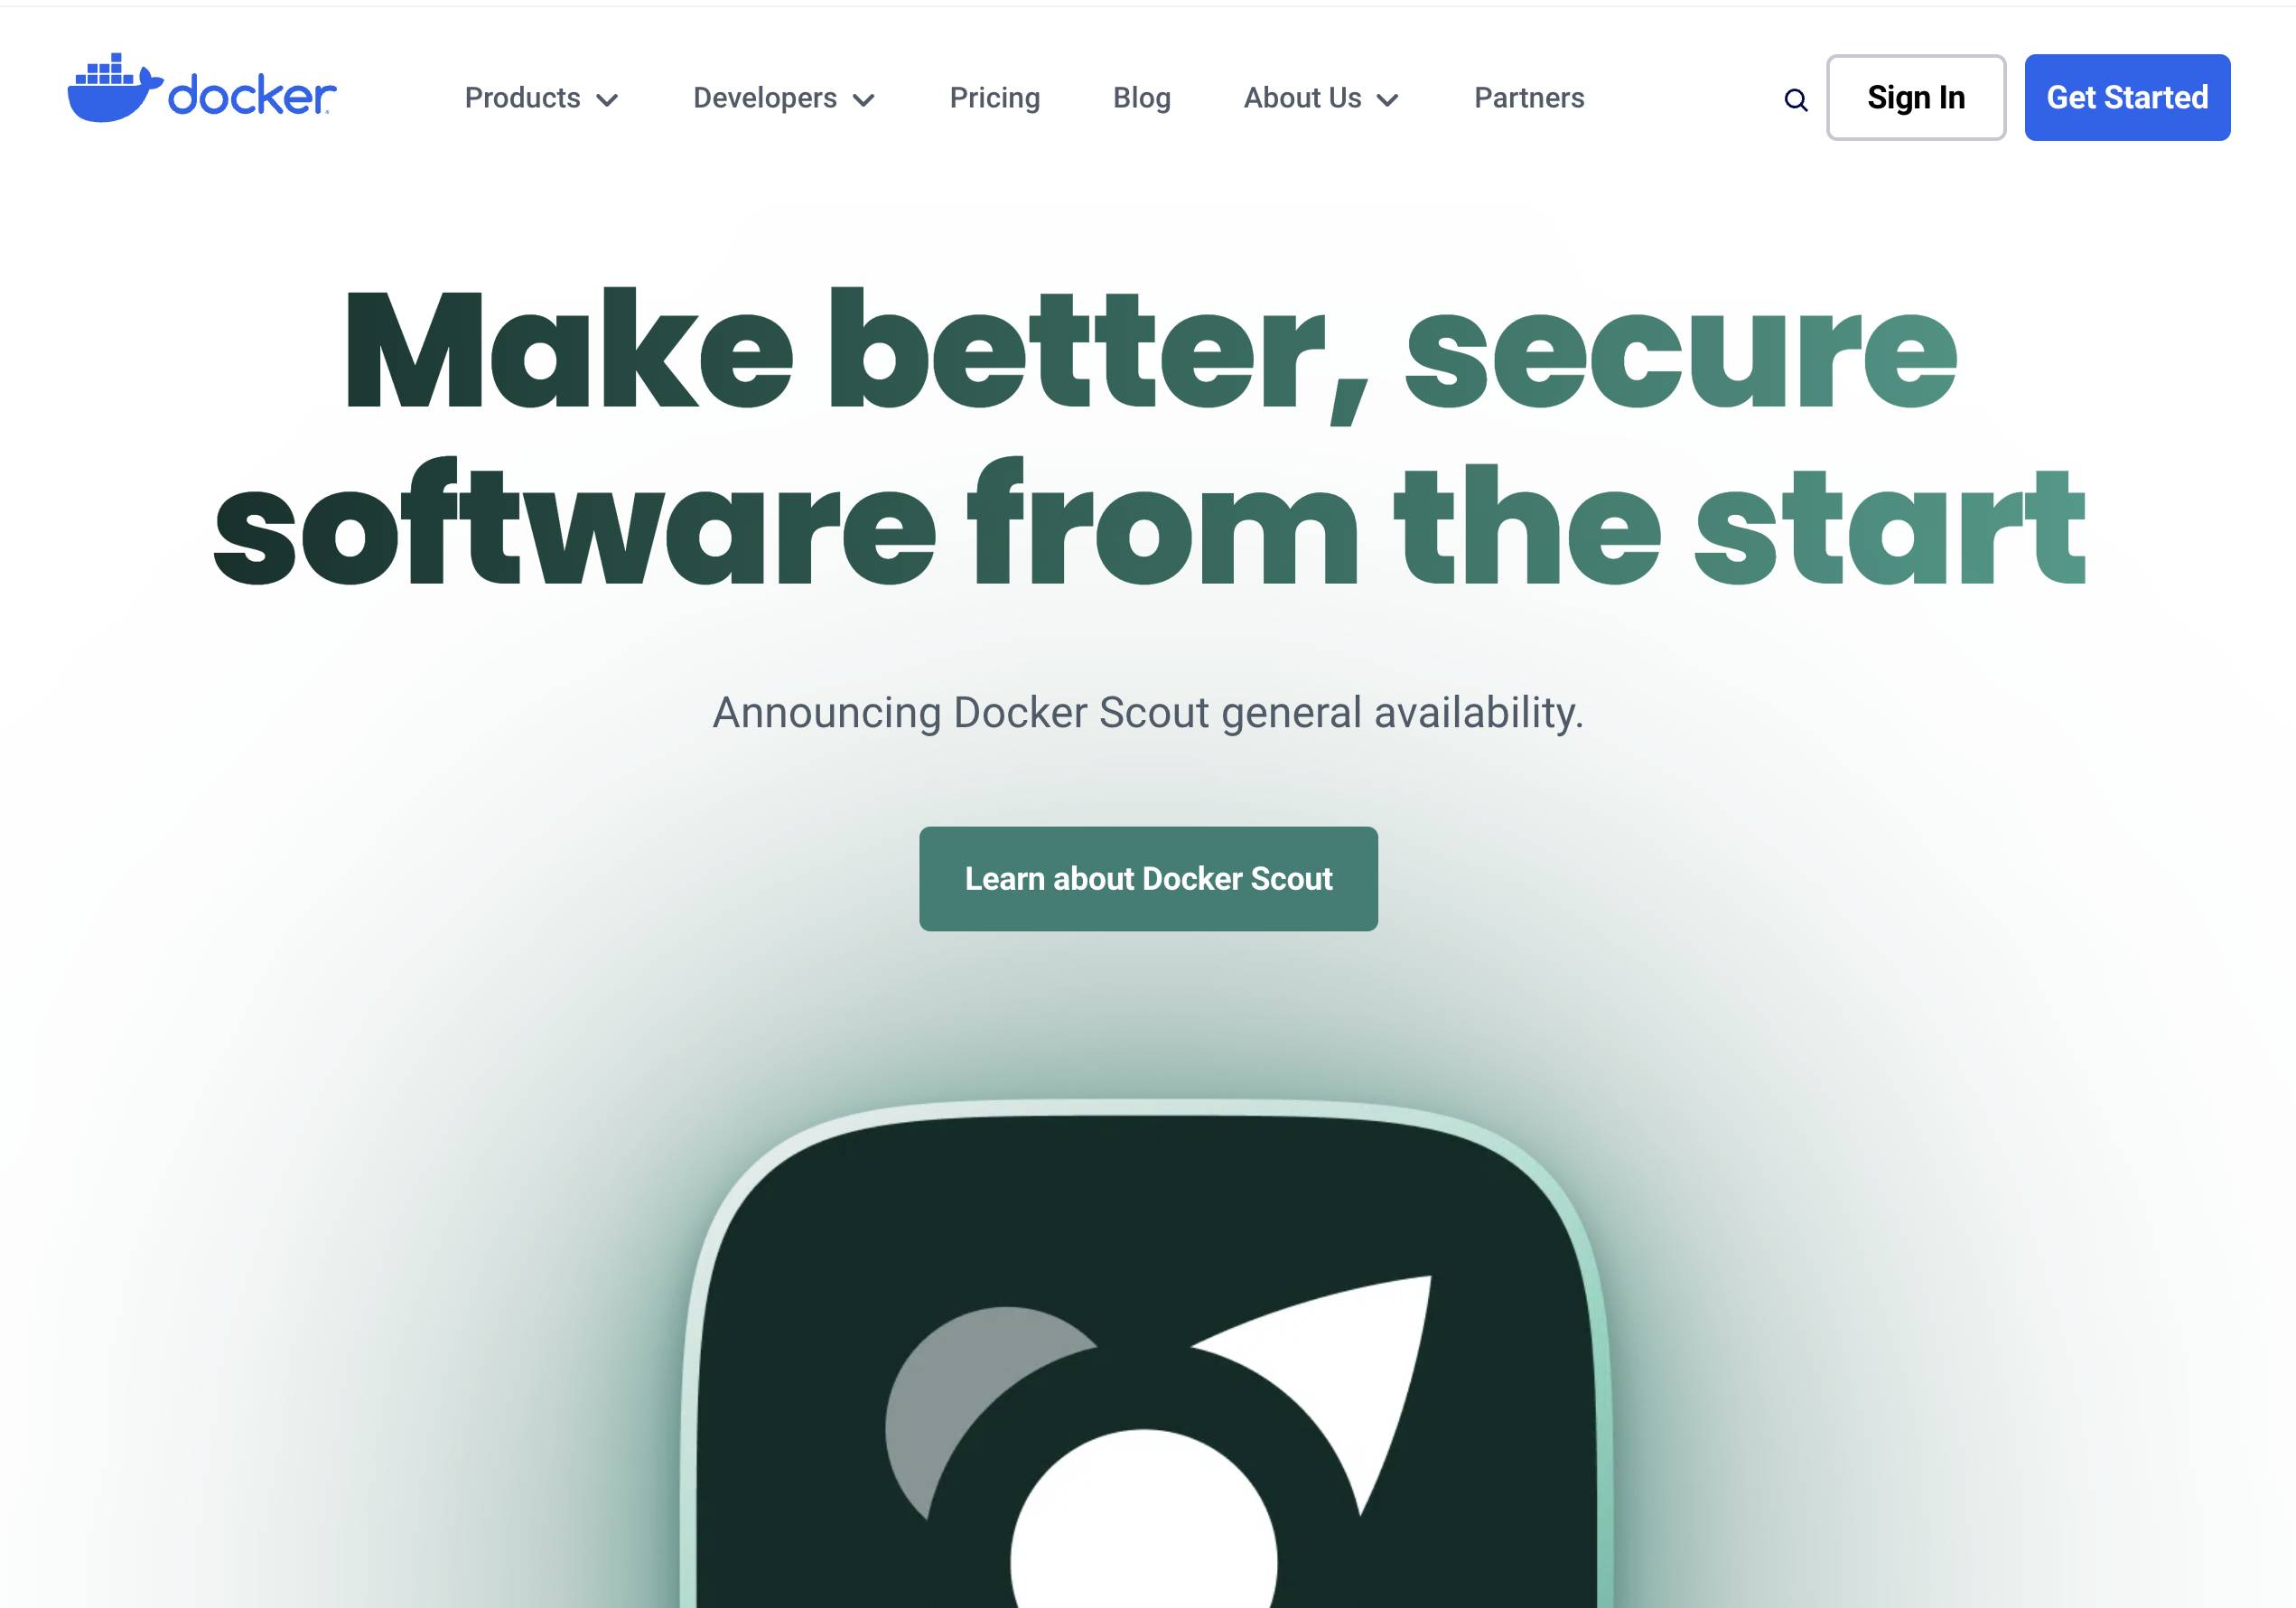 docker
Products
Developers
Pricing
Blog
About Us
Partners
Sign In
Get Started
Make better, secure
software from the start
Announcing Docker Scout general availability.
Learn about Docker Scout